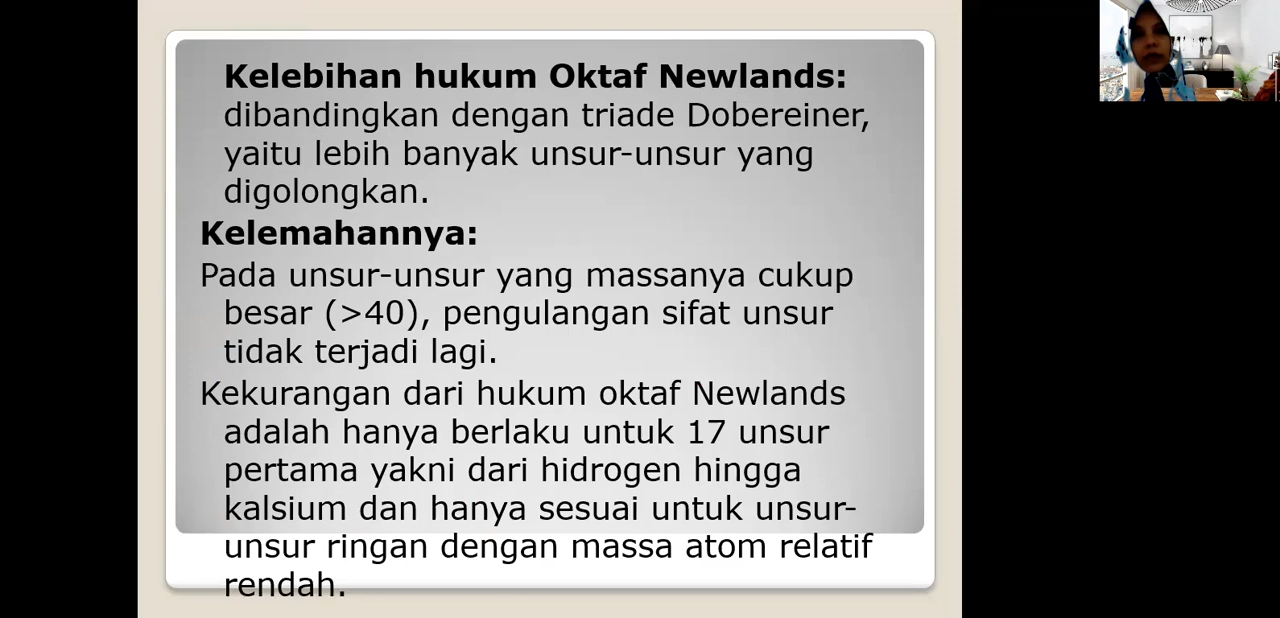 Kelebihan hukum Oktaf Newlands:
dibandingkan dengan triade Dobereiner,
yaitu lebih banyak unsur-unsur yang
digolongkan.
Kelemahannya:
Pada unsur-unsur yang massanya cukup
besar (>40), pengulangan sifat unsur
tidak terjadi lagi.
Kekurangan dari hukum oktaf Newlands
adalah hanya berlaku untuk 17 unsur
pertama yakni dari hidrogen hingga
kalsium dan hanya sesuai untuk unsur-
unsur ringan dengan massa atom relatif
rendah.